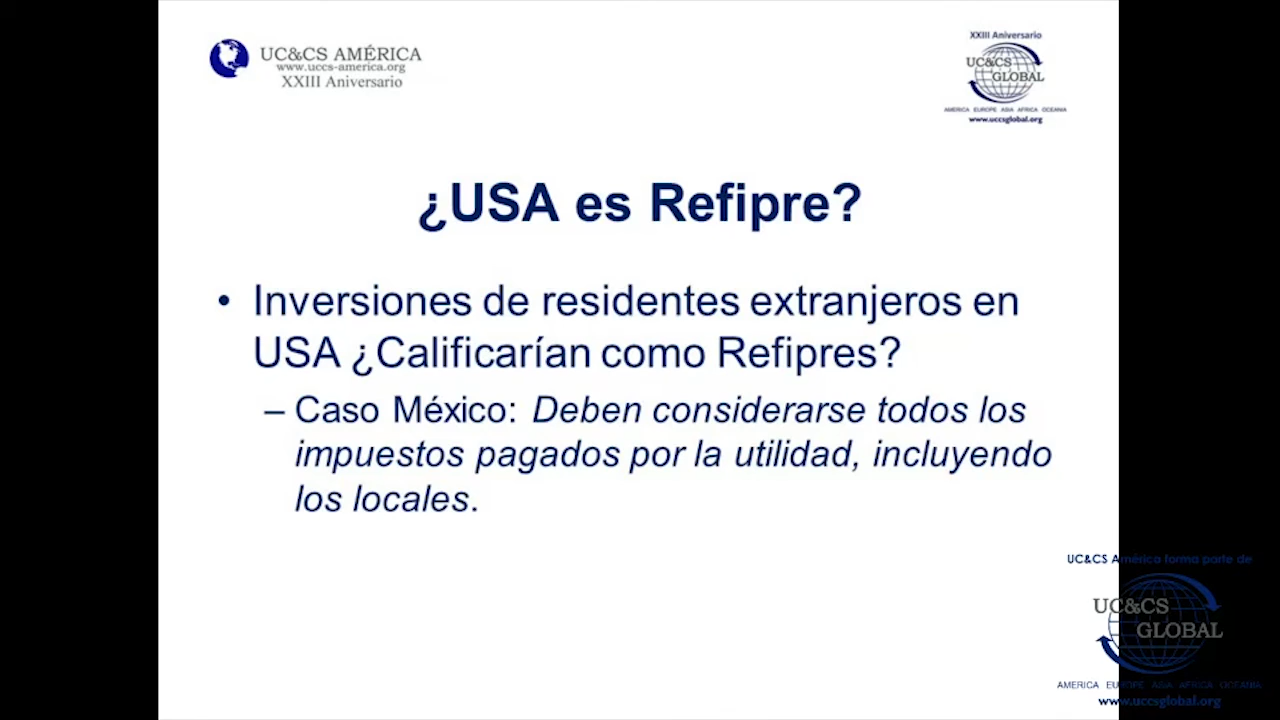 UC&CS AMÉRICA
www.uccs-america.org
XXIII Aniversario
XXIII Aniversario
UC&CS
GLOBAL
AMERICA EUROPE ASIA AFRICA OCEANIA
www.uccsglobal.org
¿USA es Refipre?
• Inversiones de residentes extranjeros en
USA ¿Calificarían como Refipres?
– Caso México: Deben considerarse todos los
impuestos pagados por la utilidad, incluyendo
los locales.
UC&CS América forma parte de
UC&CS
GLOBAL
AMERICA EUROPE ASIA AFRICA OCEANIA
www.uccsglobal.org